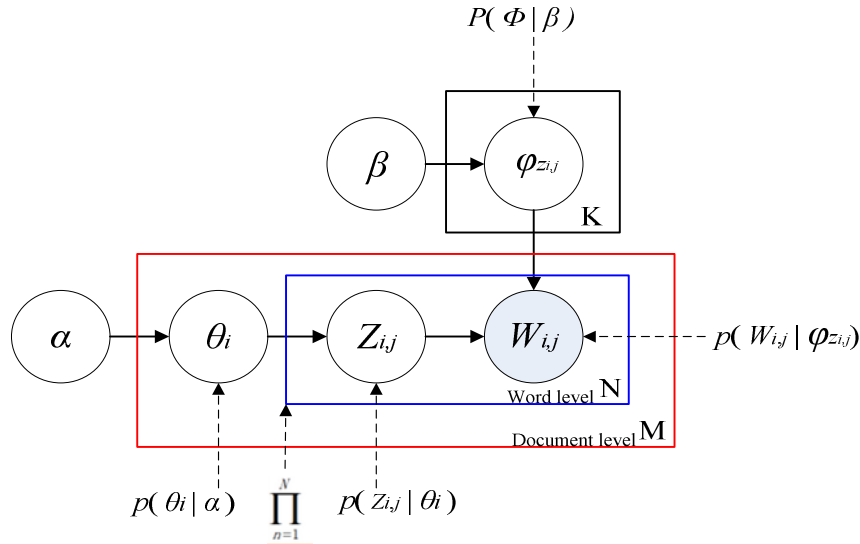 P( Φ | β )
β
φzi,j
K
α
θi
Zi,j
Wi,j
p( Wi,j | φzi,j)
Word level N
Document level M
p( θi | α)
N
∏
n=1
p( Zi,j | θi )